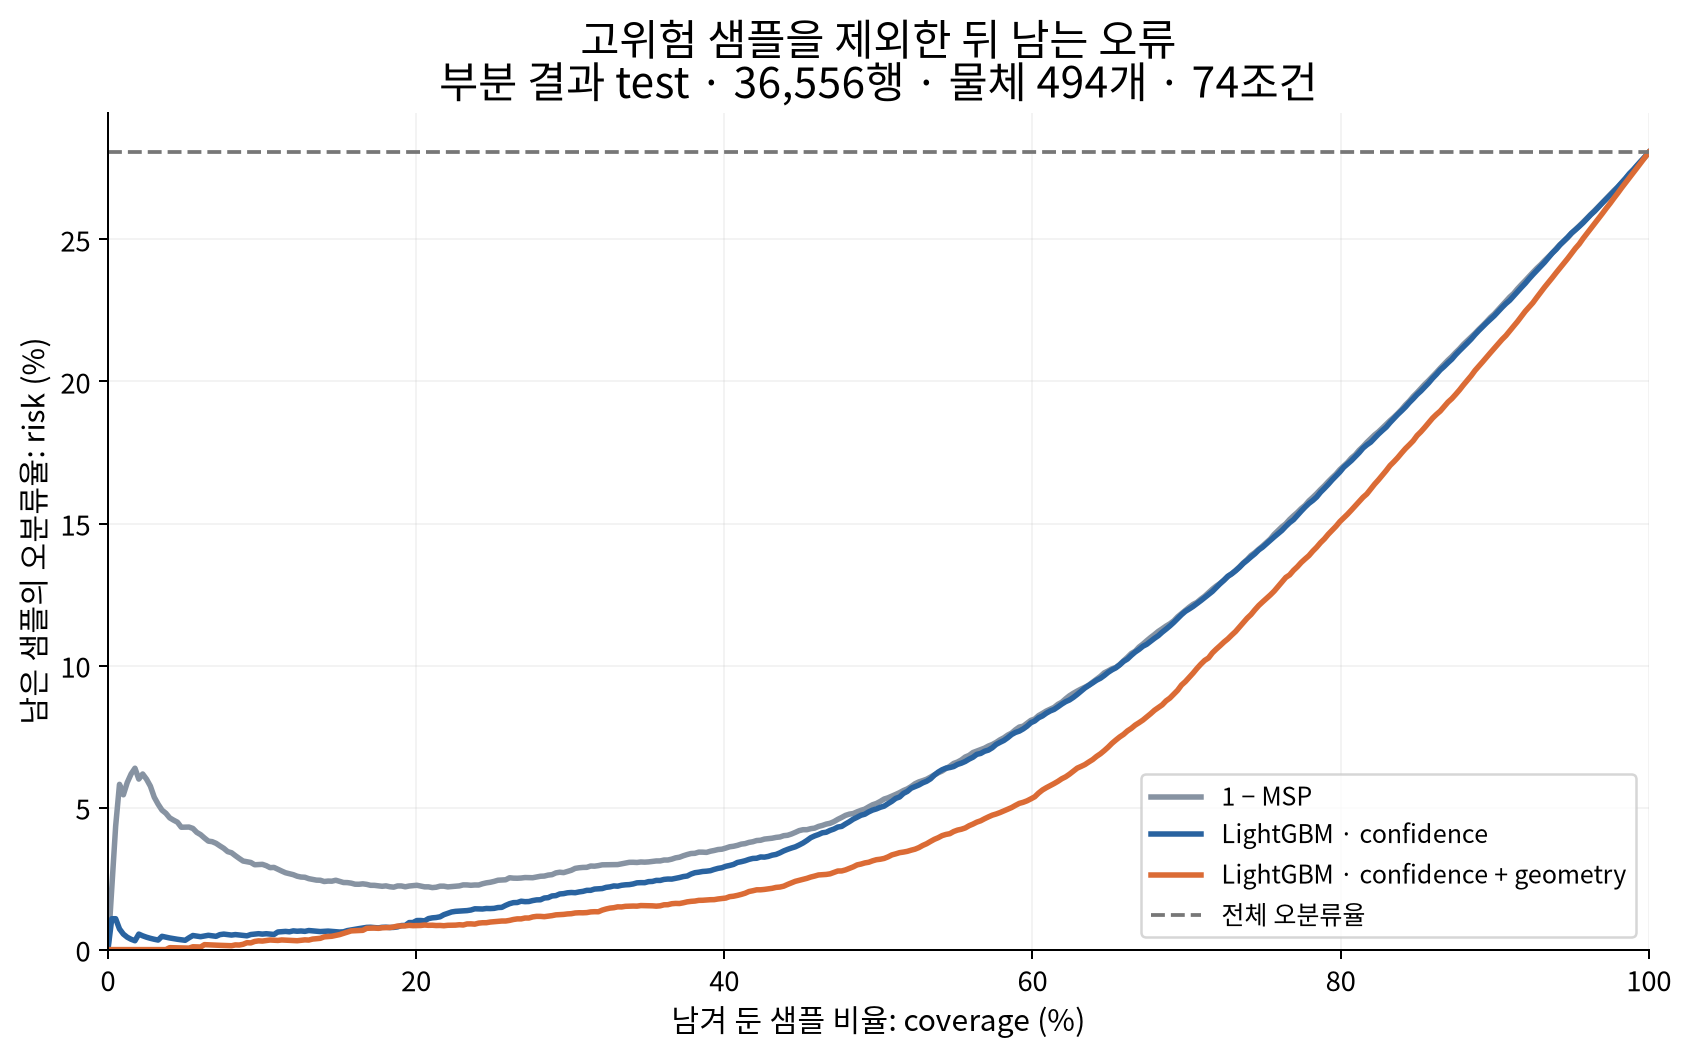 고위험 샘플을 제외한 뒤 남는 오류
부분 결과 test · 36,556행 · 물체 494개 · 74조건
남은 샘플의 오분류율: risk (%)
25
20
15
10
5
0
0 20 40 60 80 100
남겨 둔 샘플 비율: coverage (%)
1 − MSP
LightGBM · confidence
LightGBM · confidence + geometry
전체 오분류율